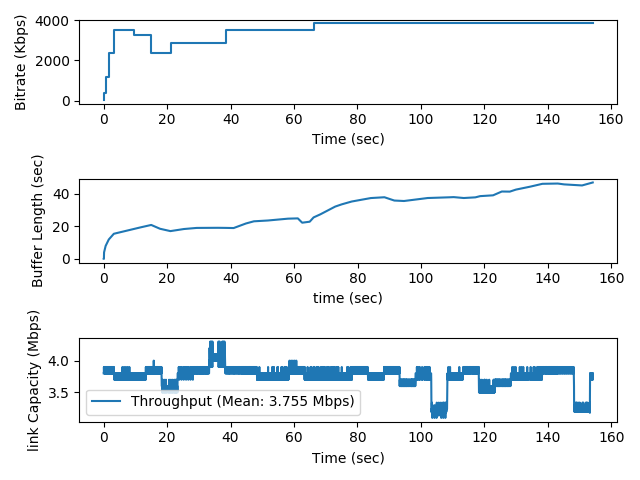 4000
2000
0
Bitrate (Kbps)
0 20 40 60 80 100 120 140 160
Time (sec)
40
20
0
Buffer Length (sec)
0 20 40 60 80 100 120 140 160
time (sec)
4.0
3.5
link Capacity (Mbps)
Throughput (Mean: 3.755 Mbps)
0 20 40 60 80 100 120 140 160
Time (sec)